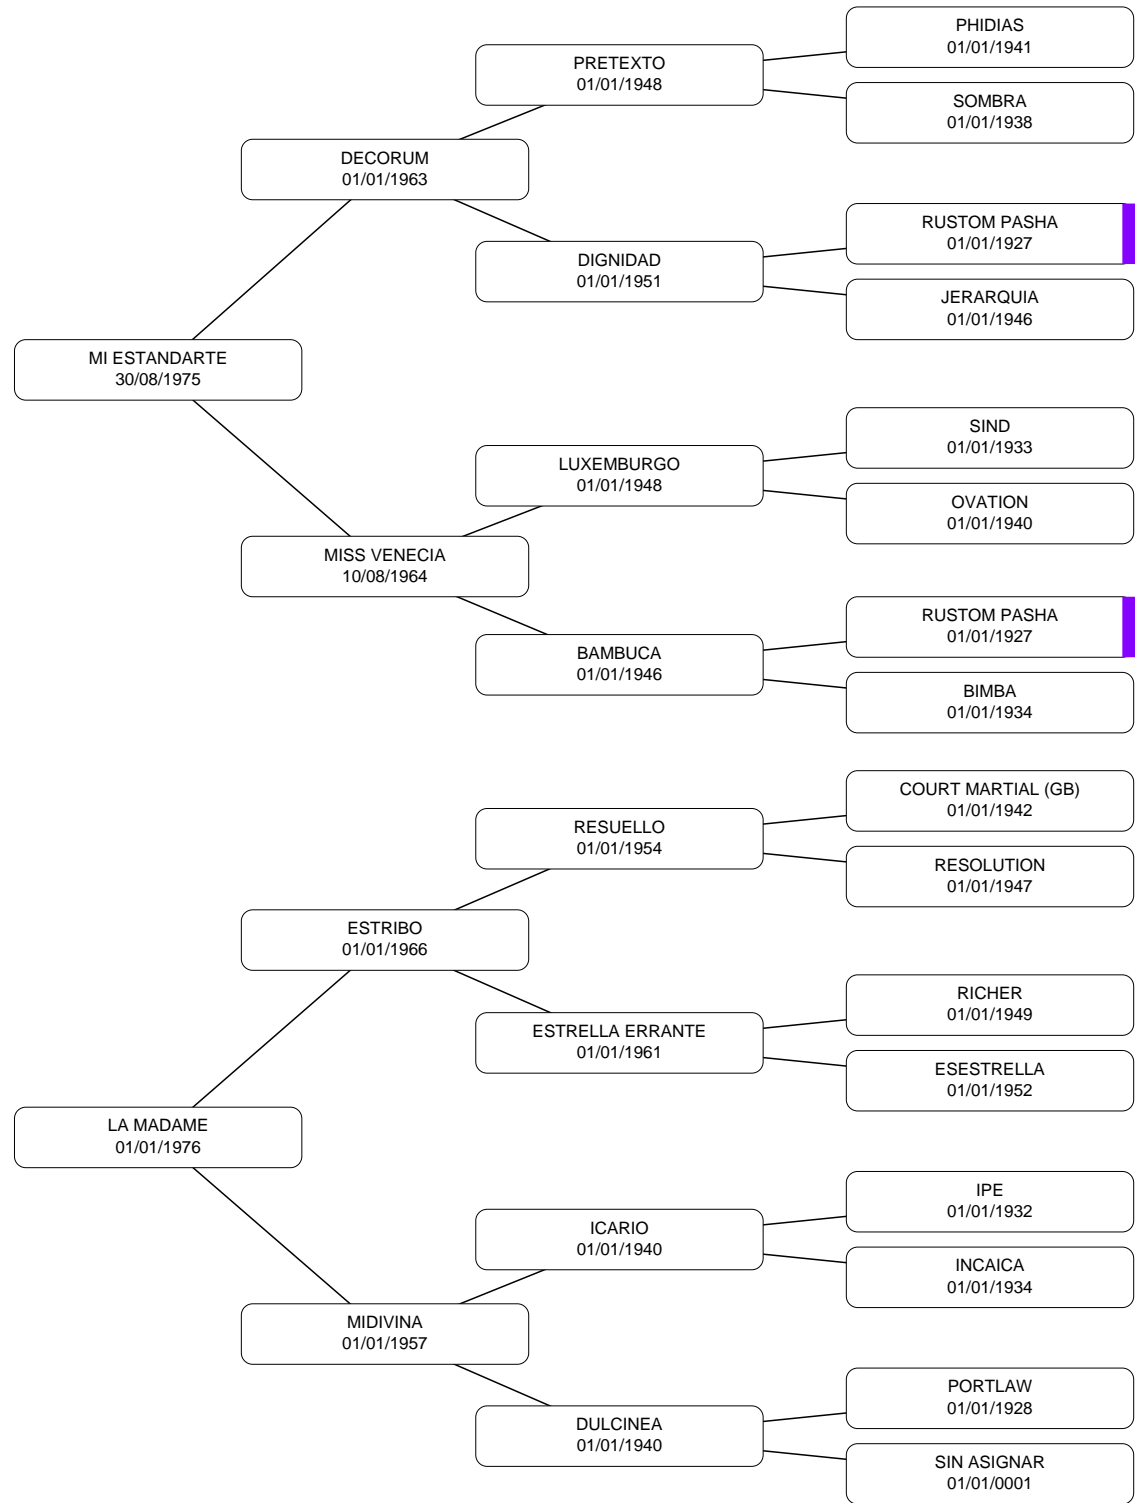 PHIDIAS
01/01/1941
PRETEXTO
01/01/1948
SOMBRA
01/01/1938
DECORUM
01/01/1963
RUSTOM PASHA
01/01/1927
DIGNIDAD
01/01/1951
JERARQUIA
01/01/1946
MI ESTANDARTE
30/08/1975
SIND
01/01/1933
LUXEMBURGO
01/01/1948
OVATION
01/01/1940
MISS VENECIA
10/08/1964
RUSTOM PASHA
01/01/1927
BAMBUCA
01/01/1946
BIMBA
01/01/1934
COURT MARTIAL (GB)
01/01/1942
RESUELLO
01/01/1954
RESOLUTION
01/01/1947
ESTRIBO
01/01/1966
RICHER
01/01/1949
ESTRELLA ERRANTE
01/01/1961
ESESTRELLA
01/01/1952
LA MADAME
01/01/1976
IPE
01/01/1932
ICARIO
01/01/1940
INCAICA
01/01/1934
MIDIVINA
01/01/1957
PORTLAW
01/01/1928
DULCINEA
01/01/1940
SIN ASIGNAR
01/01/0001